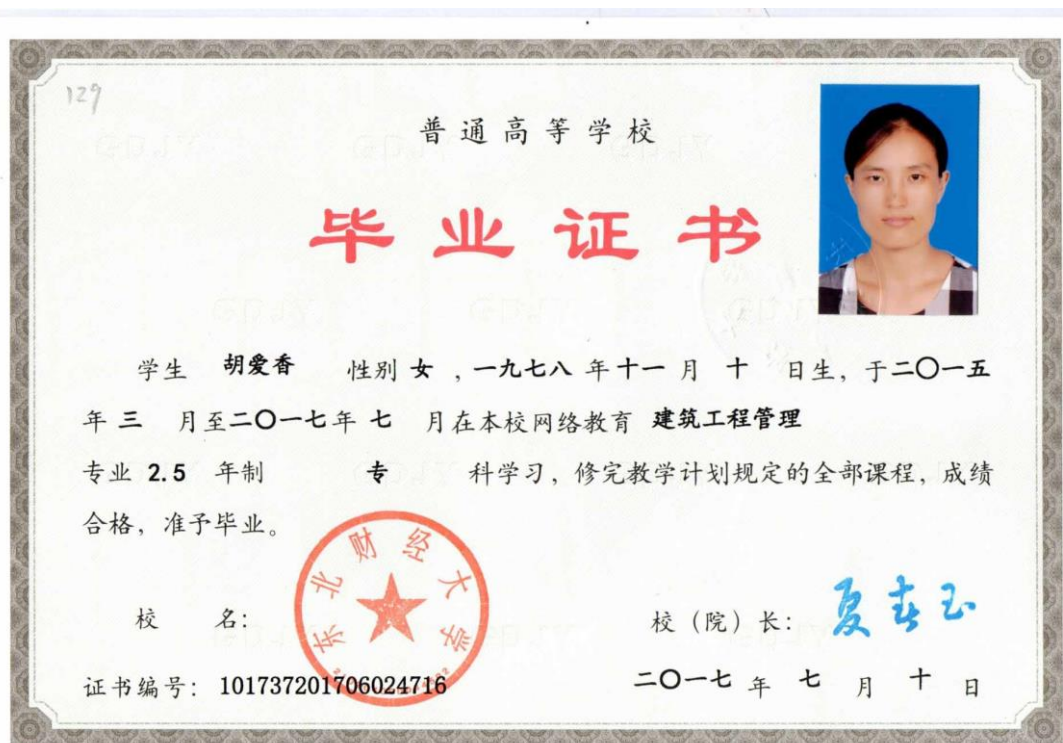 129
普通高等学校
毕业证书
学生 胡爱香 性别 女 ，一九七八 年 十一 月 十 日生，于二〇一五
年 三 月至二〇一七年 七 月在本校网络教育 建筑工程管理
专业 2.5 年制 专 科学习，修完教学计划规定的全部课程，成绩
合格，准予毕业。
东北财经大学
校 名：
校（院）长：夏春玉
证书编号：101737201706024716
二〇一七 年 七 月 十 日